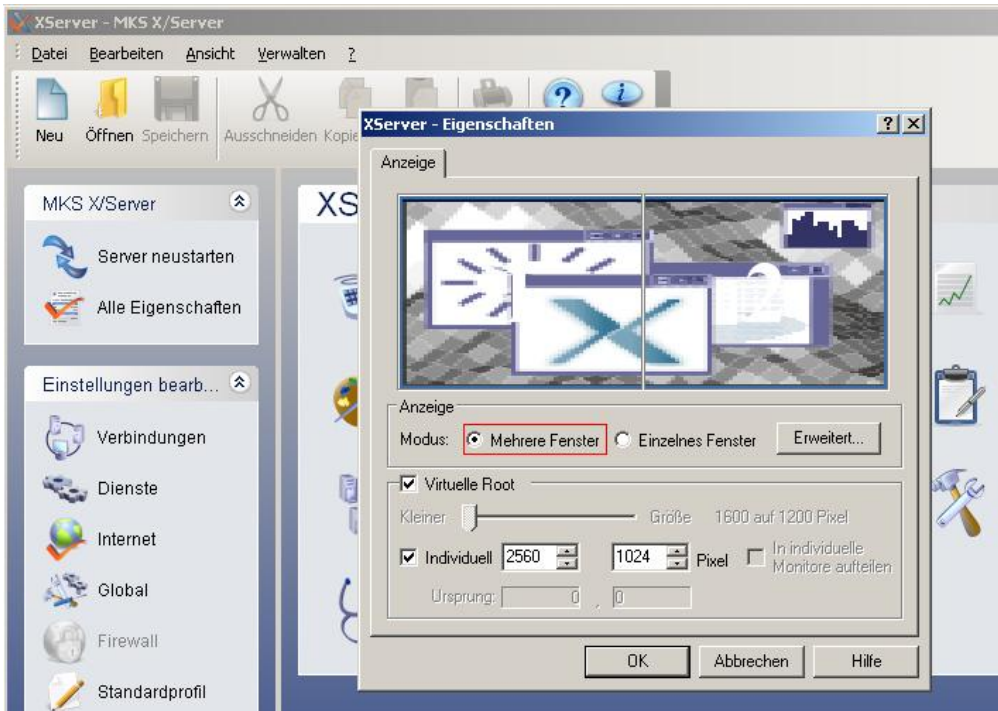 XServer - MKS X/Server
Datei Bearbeiten Ansicht Verwalten ?
Neu Öffnen Speichern Ausschneiden
XServer - Eigenschaften
Anzeige
MKS X/Server
Server neustarten
Alle Eigenschaften
Einstellungen bearb...
Verbindungen
Dienste
Internet
Global
Firewall
Standardprofil
XS
Anzeige
Modus: Mehrere Fenster Einzelnes Fenster Erweitert...
Virtuelle Root
Kleiner Größe 1600 auf 1200 Pixel
Individuell 2560 1024 Pixel In individuelle
Monitore aufteilen
Ursprung: 0 , 0
OK Abbrechen Hilfe